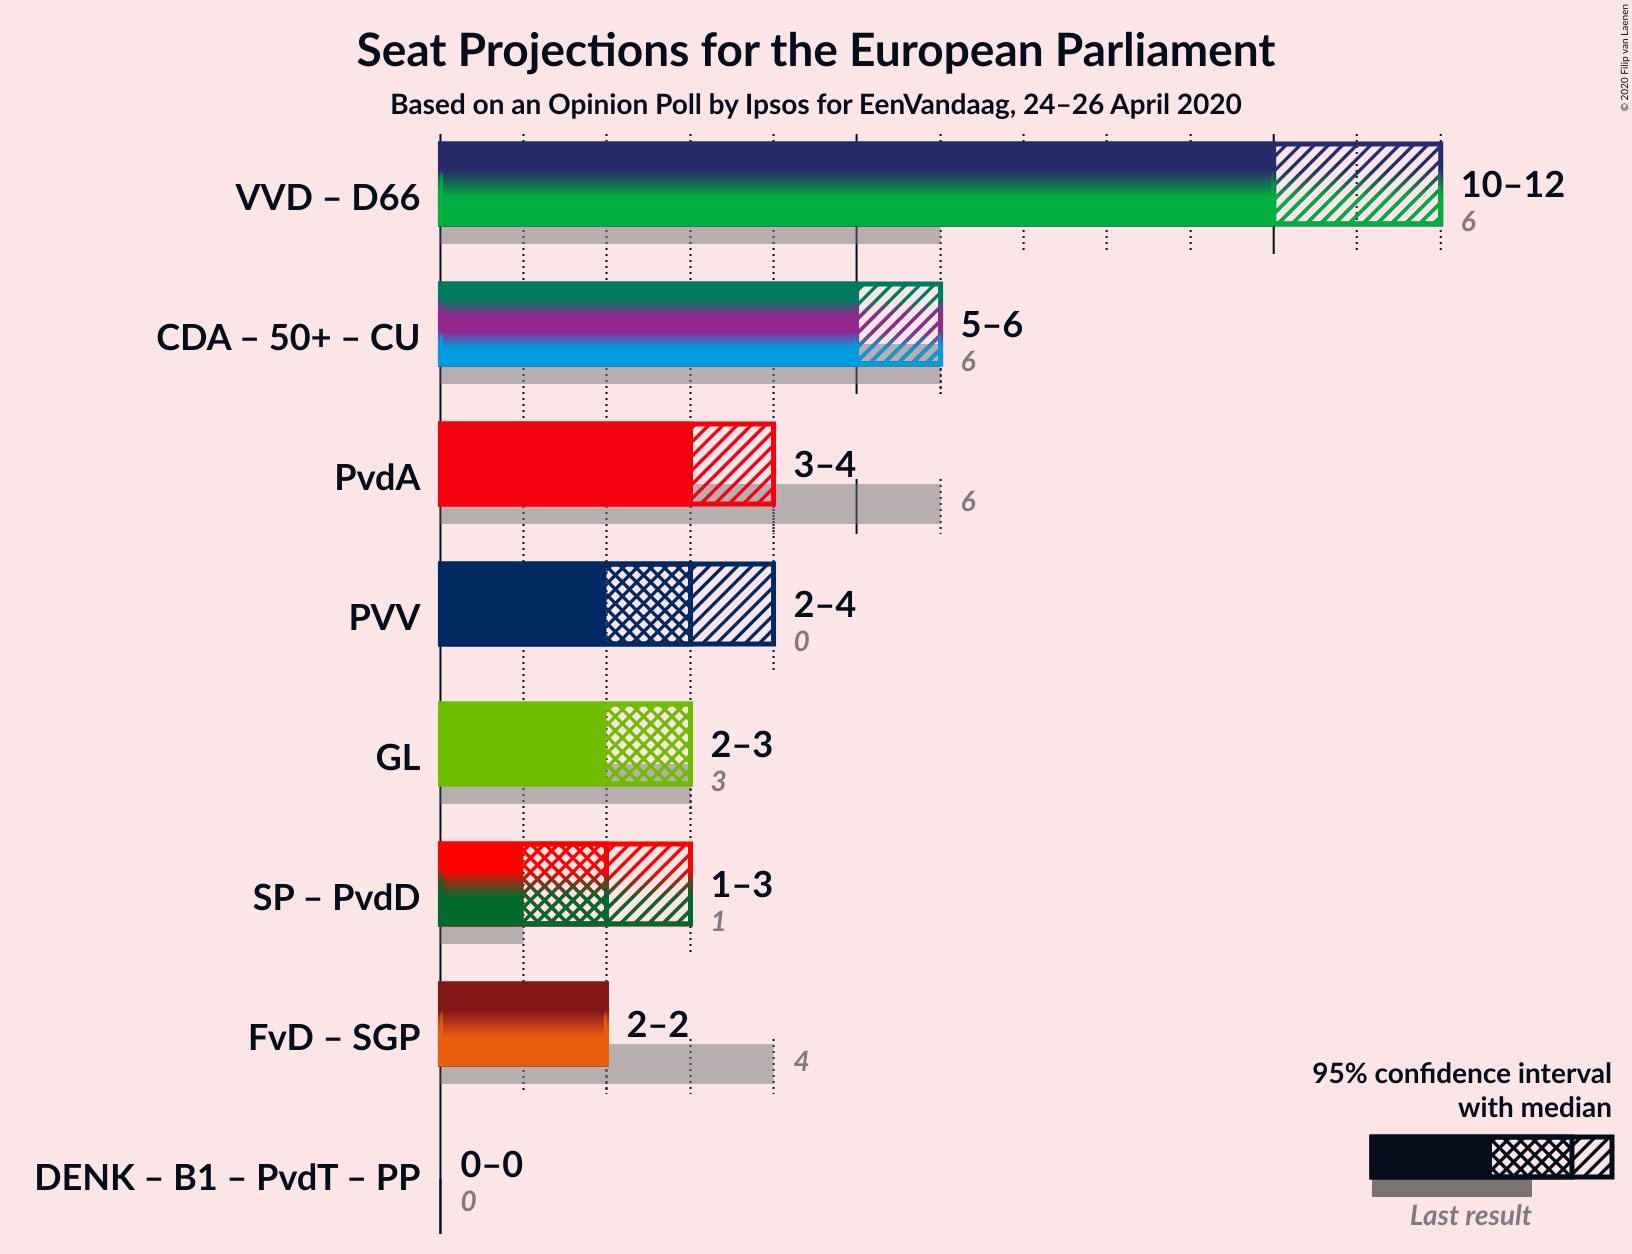 Seat Projections for the European Parliament
Based on an Opinion Poll by Ipsos for EenVandaag, 24–26 April 2020
© 2020 Filip van Laenen
VVD – D66
10–12
6
CDA – 50+ – CU
5–6
6
PvdA
3–4
6
PVV
2–4
0
GL
2–3
3
SP – PvdD
1–3
1
FvD – SGP
2–2
4
DENK – B1 – PvdT – PP
0–0
0
95% confidence interval
with median
Last result